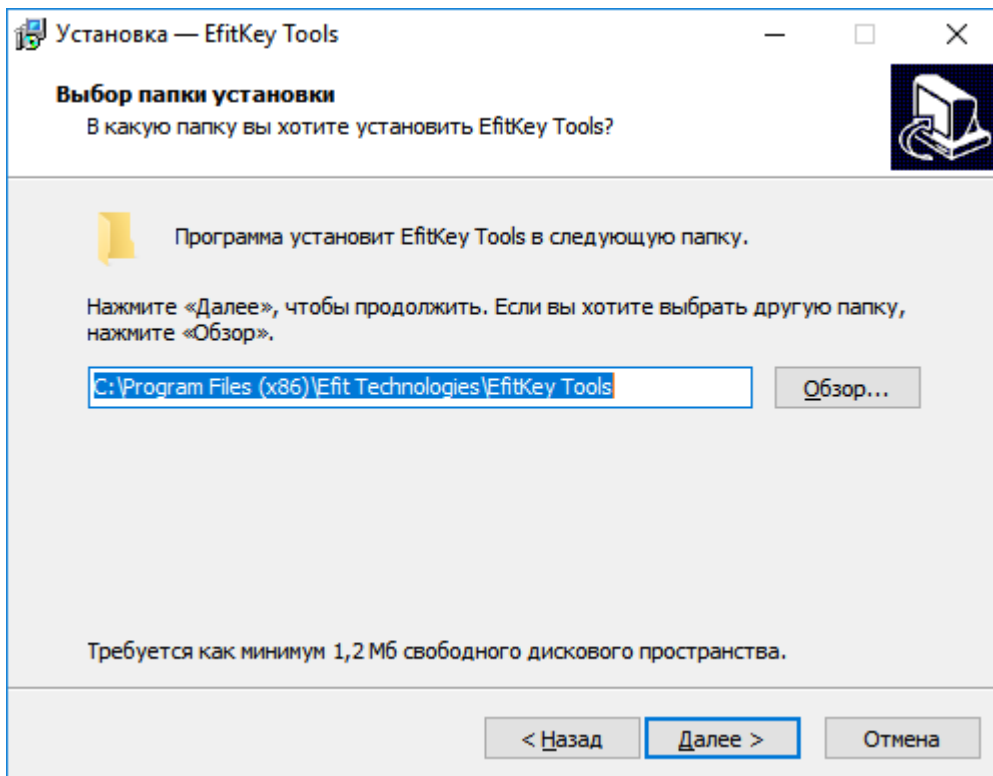 Установка — EfitKey Tools
Выбор папки установки
В какую папку вы хотите установить EfitKey Tools?
Программа установит EfitKey Tools в следующую папку.
Нажмите «Далее», чтобы продолжить. Если вы хотите выбрать другую папку,
нажмите «Обзор».
C:\Program Files (x86)\Efit Technologies\EfitKey Tools
Обзор...
Требуется как минимум 1,2 Мб свободного дискового пространства.
< Назад
Далее >
Отмена